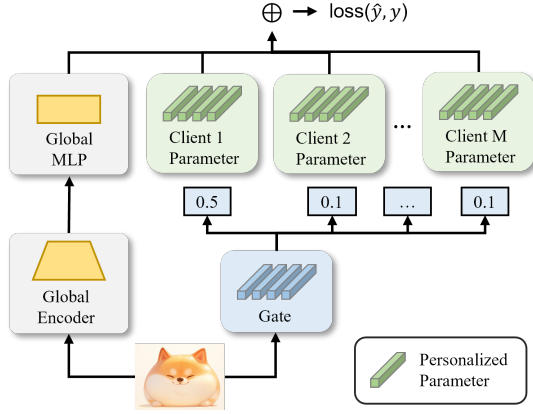 ⊕ → loss(ŷ, y)
Global
MLP
Client 1
Parameter
Client 2
Parameter
...
Client M
Parameter
0.5
0.1
...
0.1
Global
Encoder
Gate
Personalized
Parameter